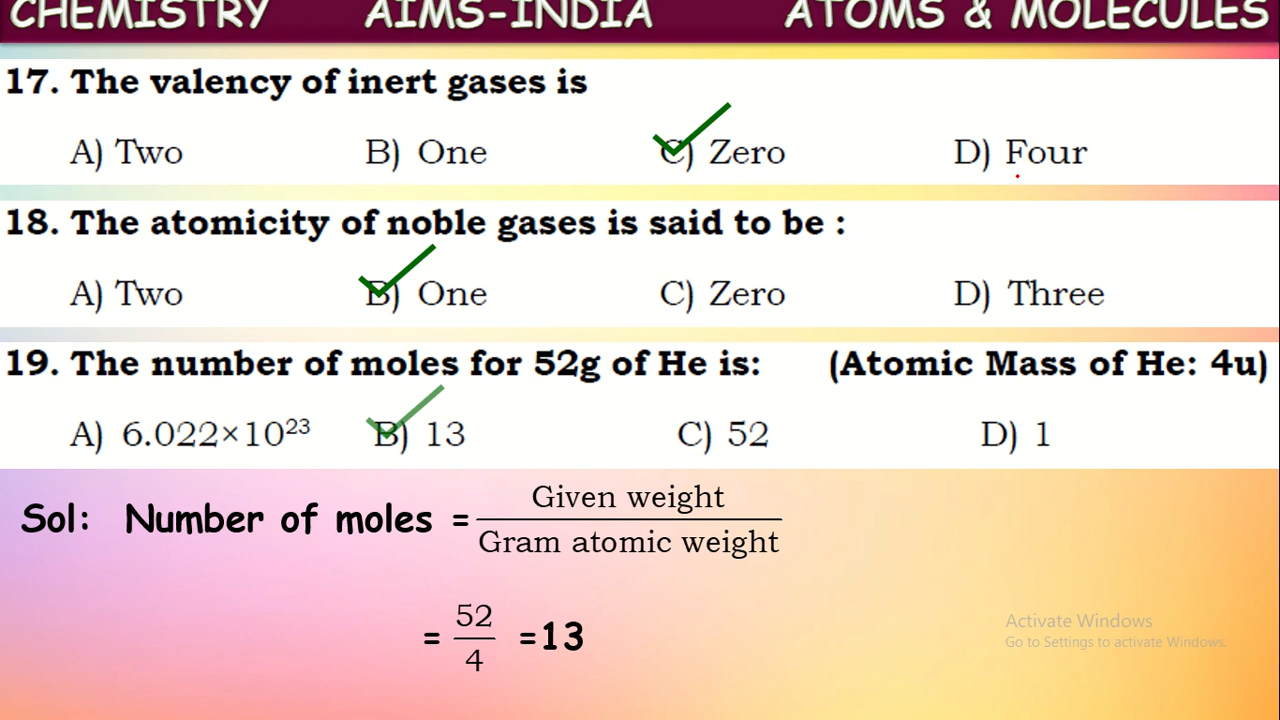 CHEMISTRY AIMS-INDIA ATOMS & MOLECULES
17. The valency of inert gases is
A) Two B) One C) Zero D) Four
18. The atomicity of noble gases is said to be :
A) Two B) One C) Zero D) Three
19. The number of moles for 52g of He is: (Atomic Mass of He: 4u)
A) 6.022×10²³ B) 13 C) 52 D) 1
Sol: Number of moles = Given weight / Gram atomic weight
= 52 / 4 =13
Activate Windows
Go to Settings to activate Windows.